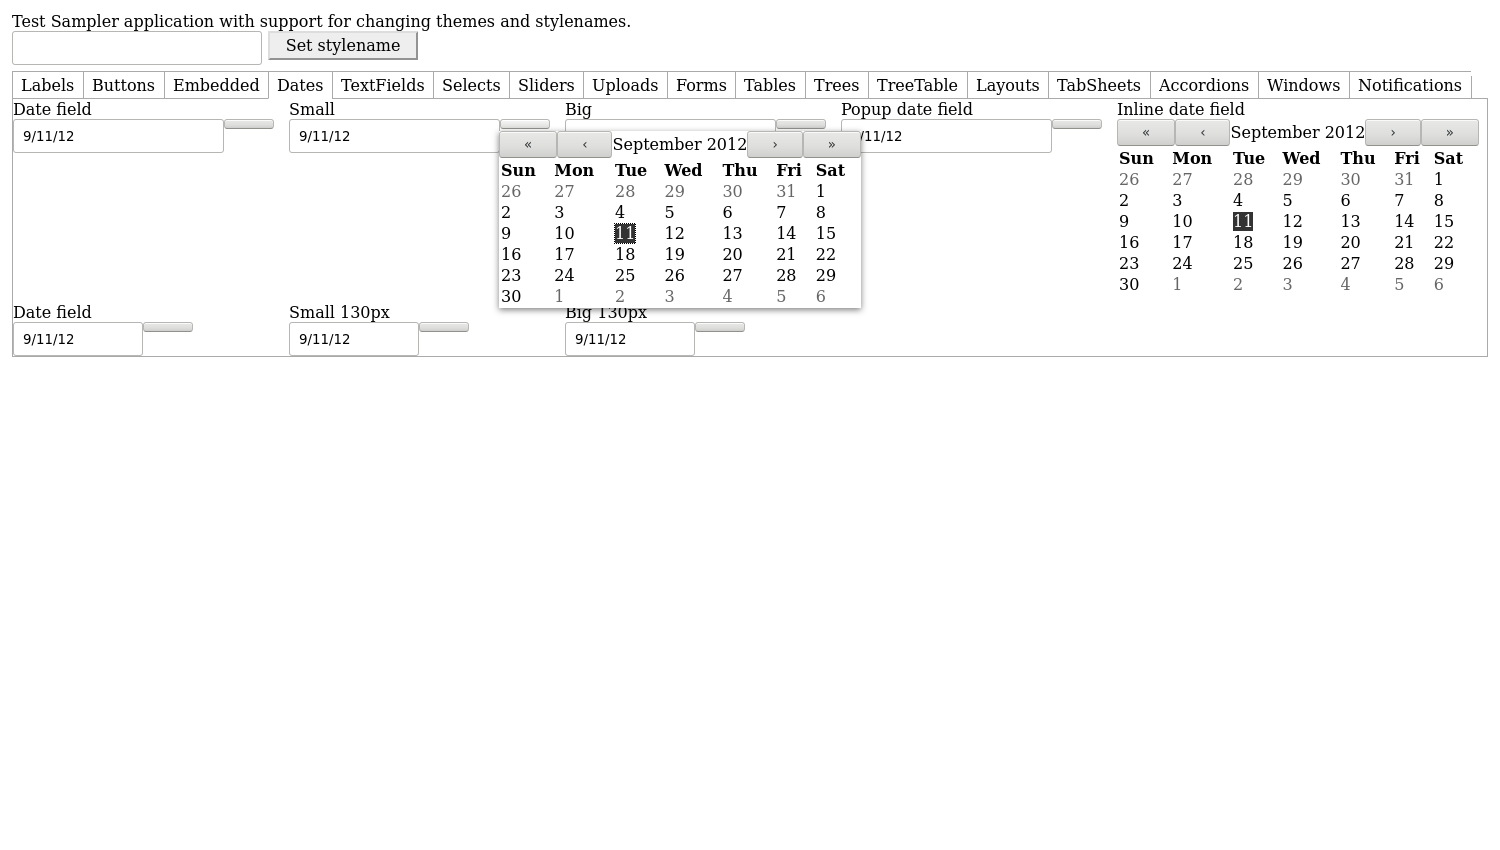 Test Sampler application with support for changing themes and stylenames.
Set stylename
Labels Buttons Embedded Dates TextFields Selects Sliders Uploads Forms Tables Trees TreeTable Layouts TabSheets Accordions Windows Notifications
Date field Small Big Popup date field Inline date field
9/11/12 9/11/12 /11/12
« ‹ September 2012 › »
Sun Mon Tue Wed Thu Fri Sat
26 27 28 29 30 31 1
2 3 4 5 6 7 8
9 10 11 12 13 14 15
16 17 18 19 20 21 22
23 24 25 26 27 28 29
30 1 2 3 4 5 6
« ‹ September 2012 › »
Sun Mon Tue Wed Thu Fri Sat
26 27 28 29 30 31 1
2 3 4 5 6 7 8
9 10 11 12 13 14 15
16 17 18 19 20 21 22
23 24 25 26 27 28 29
30 1 2 3 4 5 6
Date field Small 130px Big 130px
9/11/12 9/11/12 9/11/12